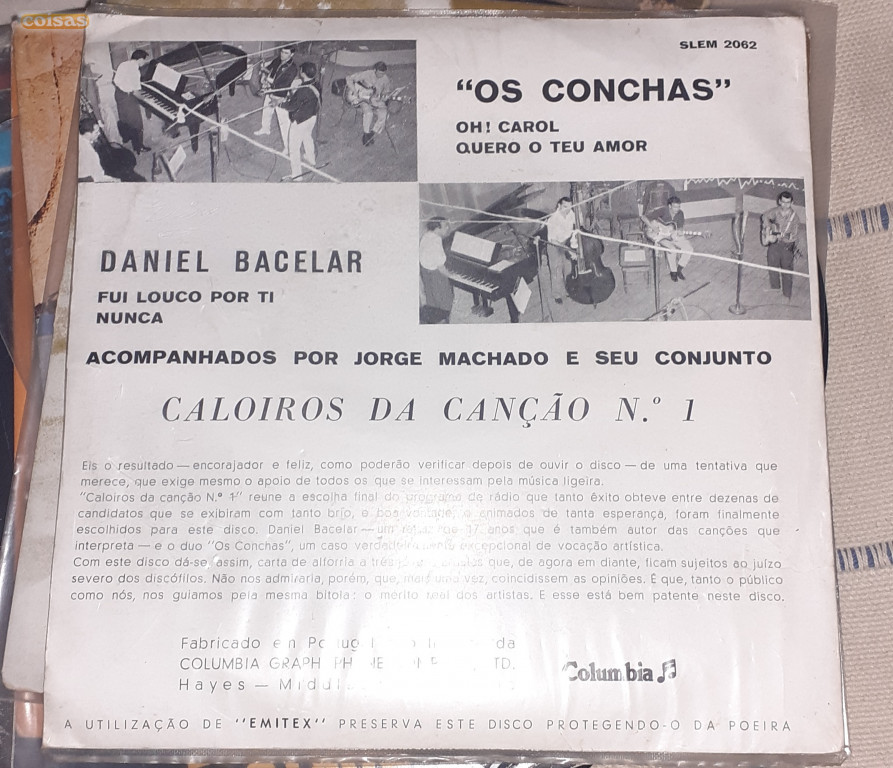 coisas
SLEM 2062
"OS CONCHAS"
OH! CAROL
QUERO O TEU AMOR
DANIEL BACELAR
FUI LOUCO POR TI
NUNCA
ACOMPANHADOS POR JORGE MACHADO E SEU CONJUNTO
CALOIROS DA CANÇÃO N.º 1
Eis o resultado — encorajador e feliz, como poderão verificar depois de ouvir o disco — de uma tentativa que
merece, que exige mesmo o apoio de todos os que se interessam pela música ligeira.
"Caloiros da canção N.º 1" reune a escolha final do programa de rádio que tanto êxito obteve entre dezenas de
candidatos que se exibiram com tanto brio, e boa vontade, e animados de tanta esperança, foram finalmente
escolhidos para este disco. Daniel Bacelar — um de 17 anos que é também autor das canções que
interpreta — e o duo "Os Conchas", um caso verdadeiramente excepcional de vocação artística.
Com este disco dá-se, assim, carta de alforria a três que, de agora em diante, ficam sujeitos ao juízo
severo dos discófilos. Não nos admiraria, porém, que, mais uma vez, coincidissem as opiniões. É que, tanto o público
como nós, nos guiamos pela mesma bitola: o mérito real dos artistas. E esse está bem patente neste disco.
Fabricado em
COLUMBIA LTD.
Hayes —
Columbia
A UTILIZAÇÃO DE "EMITEX" PRESERVA ESTE DISCO PROTEGENDO-O DA POEIRA